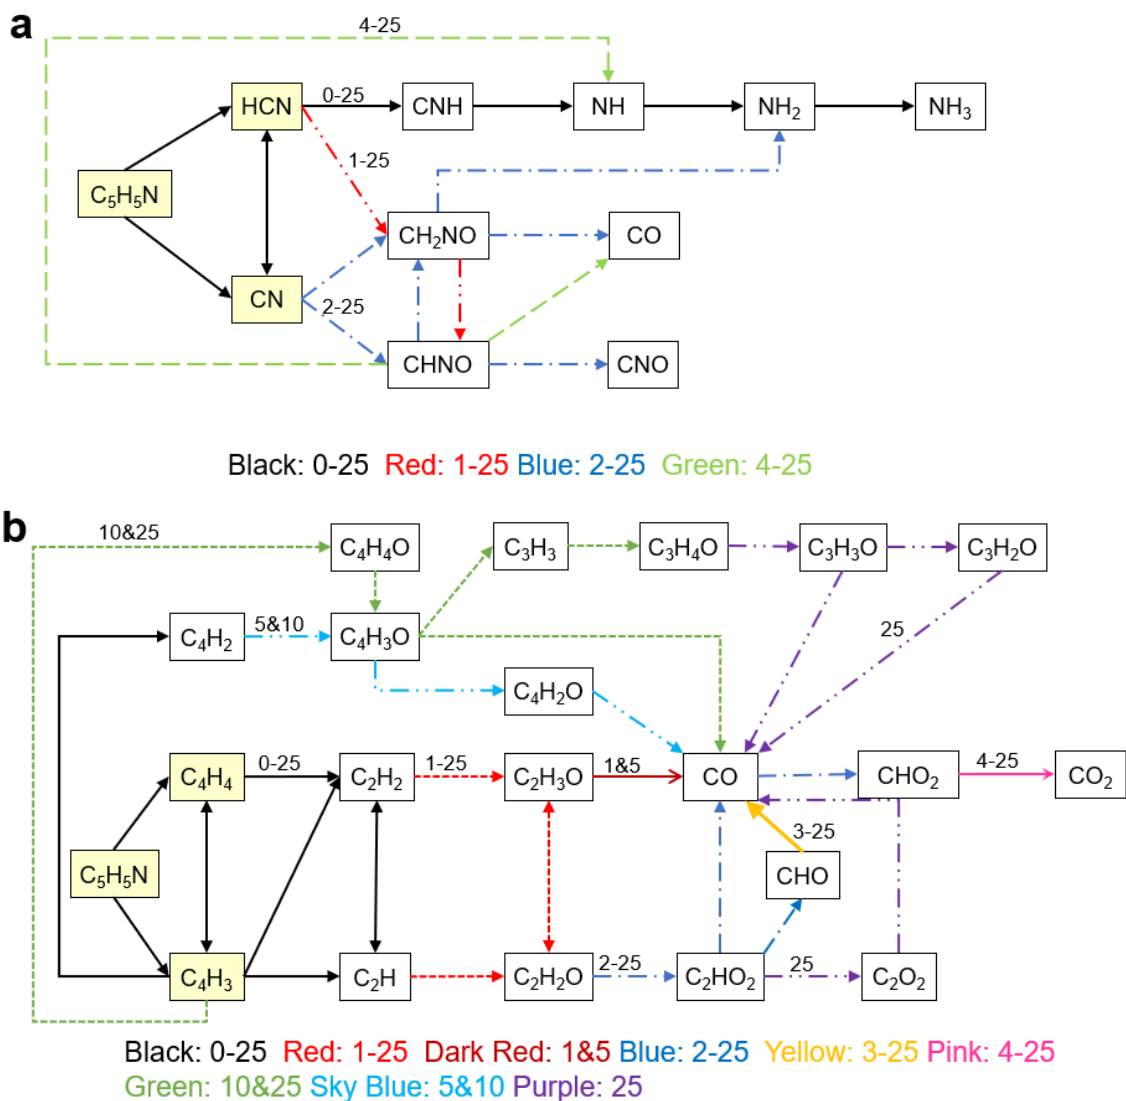 a
4-25
HCN
0-25
CNH
NH
NH₂
NH₃
1-25
C₅H₅N
CH₂NO
CO
CN
2-25
CHNO
CNO
Black: 0-25 Red: 1-25 Blue: 2-25 Green: 4-25
b
10&25
C₄H₄O
C₃H₃
C₃H₄O
C₃H₃O
C₃H₂O
C₄H₂
5&10
C₄H₃O
25
C₄H₂O
C₄H₄
0-25
C₂H₂
1-25
C₂H₃O
1&5
CO
CHO₂
4-25
CO₂
3-25
C₅H₅N
CHO
C₄H₃
C₂H
C₂H₂O
2-25
C₂HO₂
25
C₂O₂
Black: 0-25 Red: 1-25 Dark Red: 1&5 Blue: 2-25 Yellow: 3-25 Pink: 4-25
Green: 10&25 Sky Blue: 5&10 Purple: 25